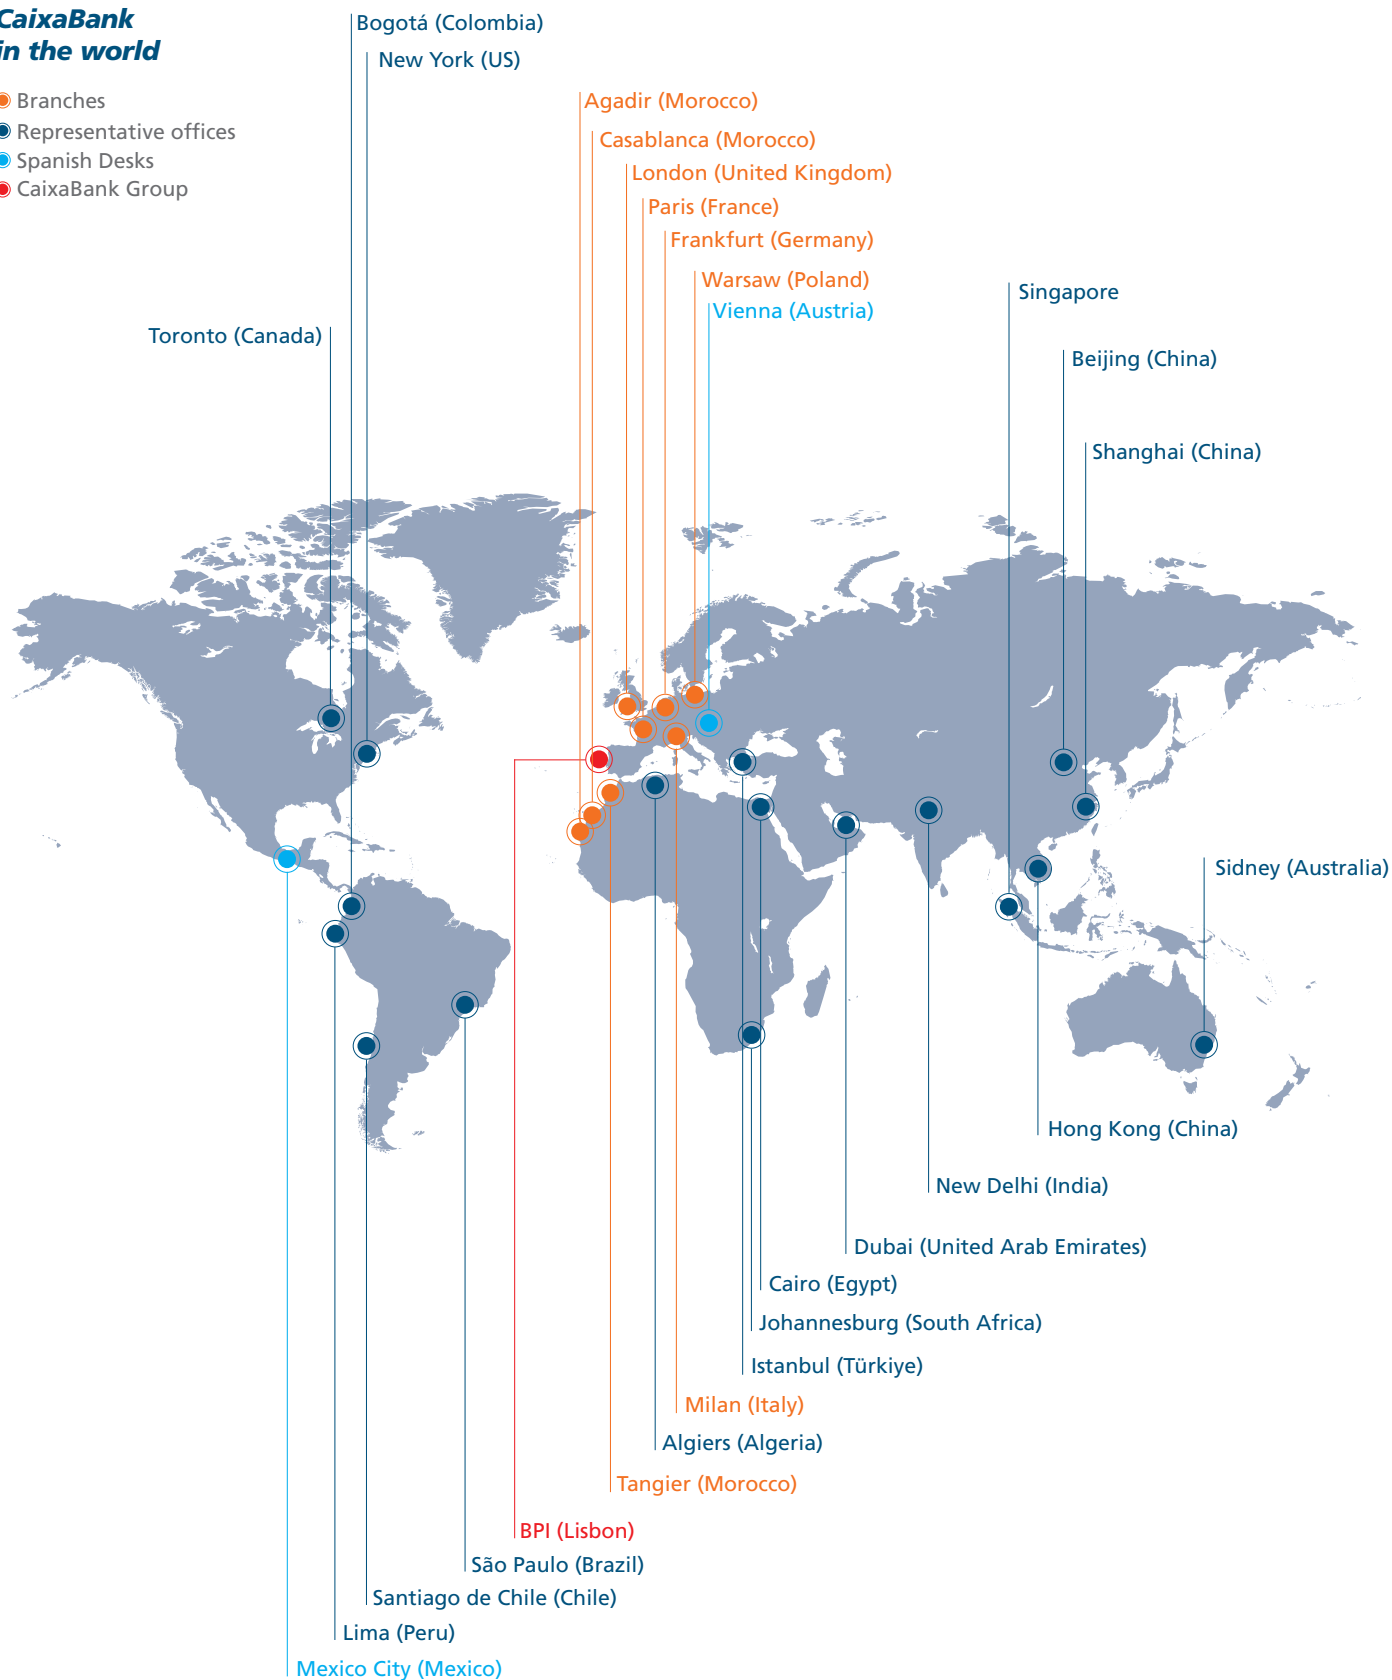 CaixaBank
in the world
Branches
Representative offices
Spanish Desks
CaixaBank Group
Bogotá (Colombia)
New York (US)
Agadir (Morocco)
Casablanca (Morocco)
London (United Kingdom)
Paris (France)
Frankfurt (Germany)
Warsaw (Poland)
Vienna (Austria)
Singapore
Toronto (Canada)
Beijing (China)
Shanghai (China)
Sidney (Australia)
Hong Kong (China)
New Delhi (India)
Dubai (United Arab Emirates)
Cairo (Egypt)
Johannesburg (South Africa)
Istanbul (Türkiye)
Milan (Italy)
Algiers (Algeria)
Tangier (Morocco)
BPI (Lisbon)
São Paulo (Brazil)
Santiago de Chile (Chile)
Lima (Peru)
Mexico City (Mexico)